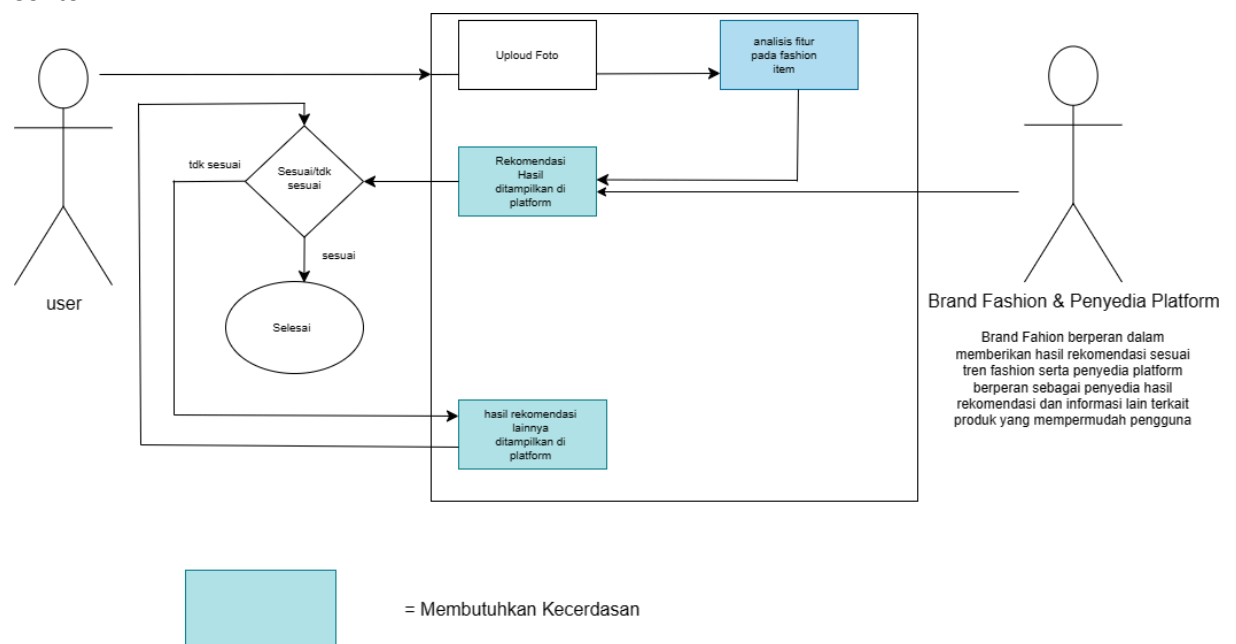 Uploud Foto
analisis fitur
pada fashion
item
tdk sesuai
Sesuai/tdk
sesuai
Rekomendasi
Hasil
ditampilkan di
platform
sesuai
Selesai
user
Brand Fashion & Penyedia Platform
Brand Fahion berperan dalam
memberikan hasil rekomendasi sesuai
tren fashion serta penyedia platform
berperan sebagai penyedia hasil
rekomendasi dan informasi lain terkait
produk yang mempermudah pengguna
hasil rekomendasi
lainnya
ditampilkan di
platform
= Membutuhkan Kecerdasan